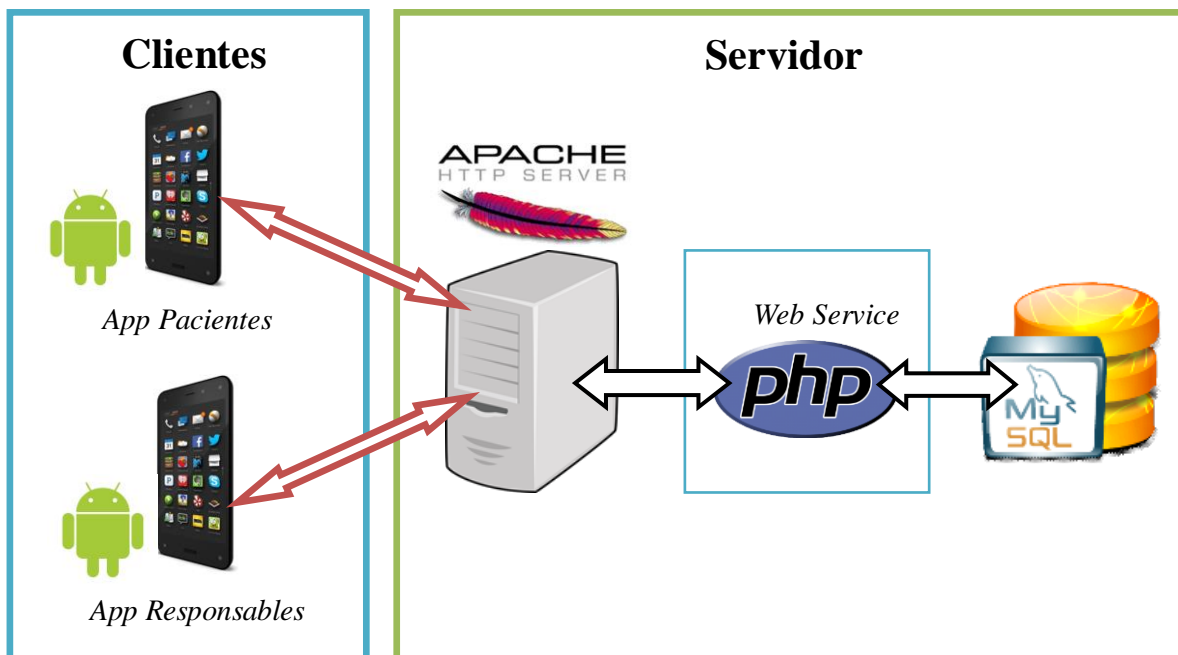 Clientes
Servidor
APACHE
HTTP SERVER
App Pacientes
Web Service
php
My
SQL
App Responsables